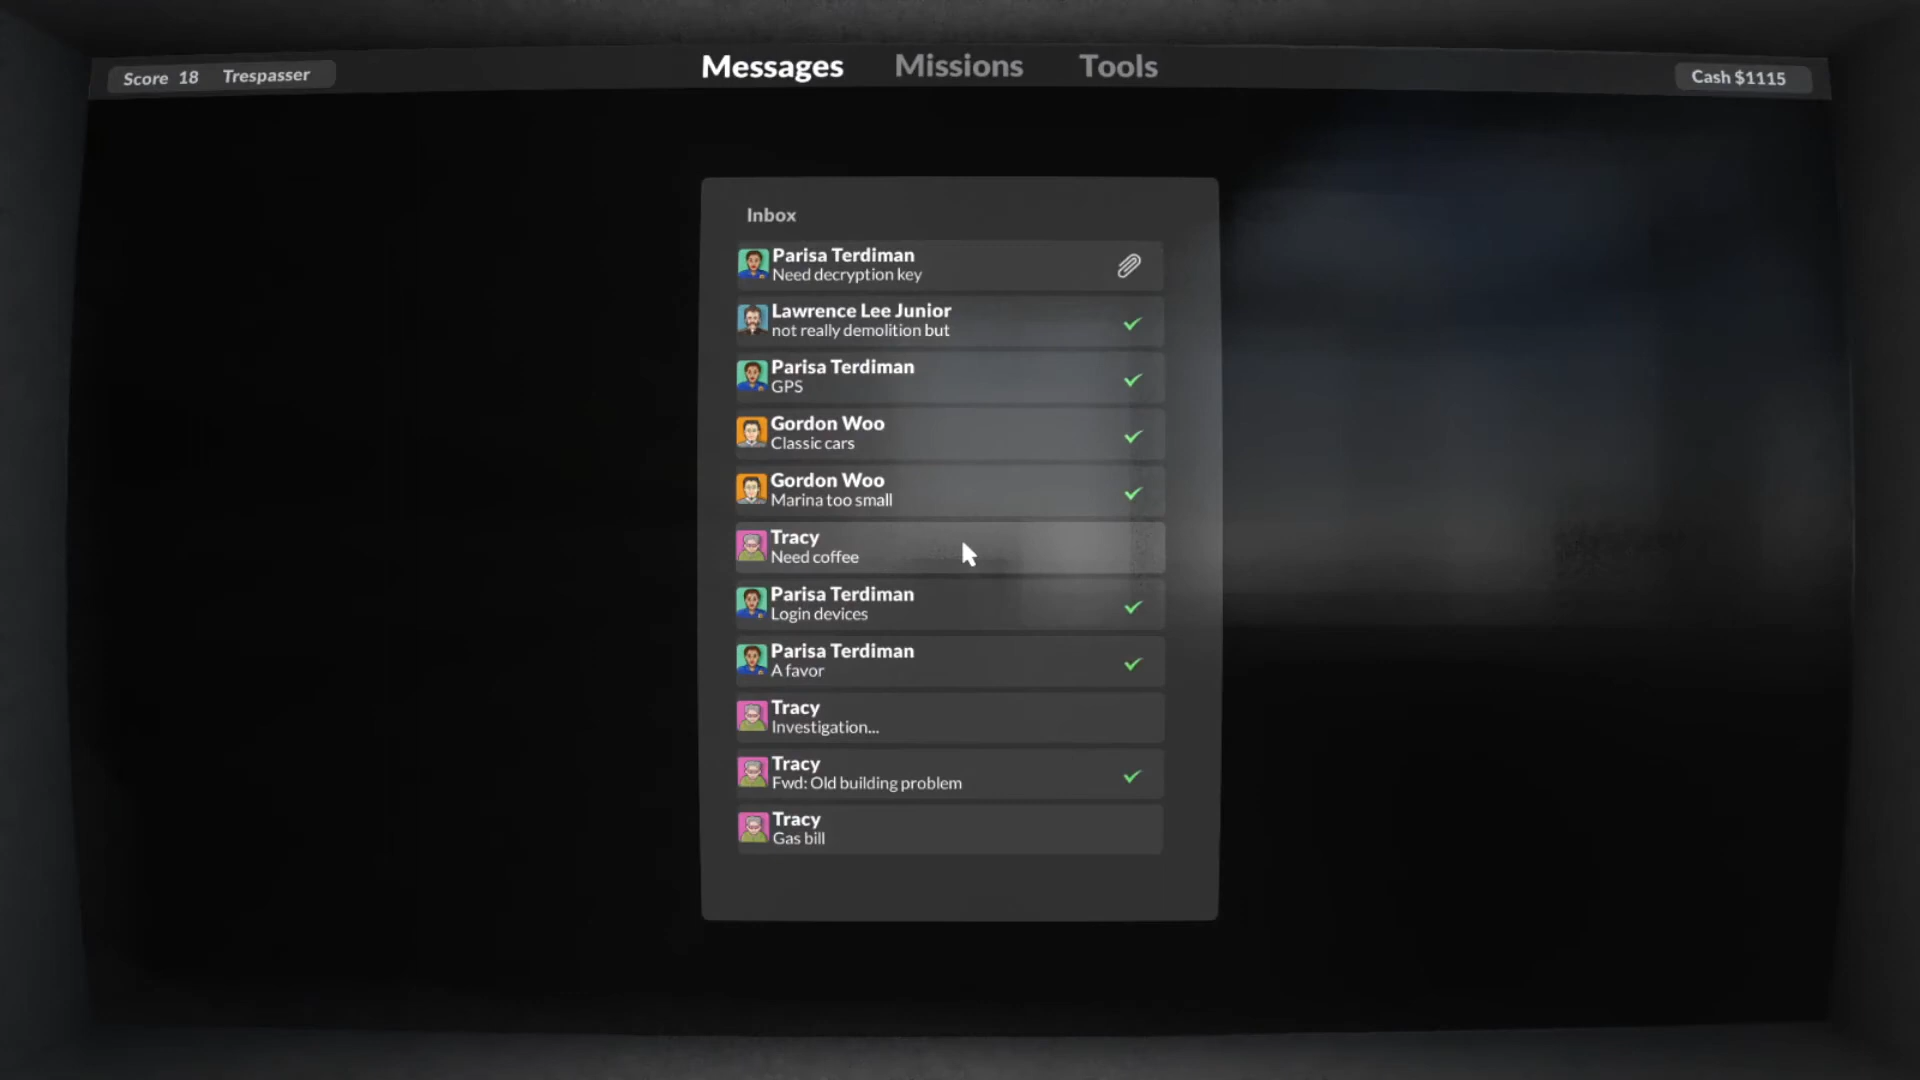 Score 18 Trespasser
Messages Missions Tools
Cash $1115
Inbox
Parisa Terdiman
Need decryption key
Lawrence Lee Junior
not really demolition but
Parisa Terdiman
GPS
Gordon Woo
Classic cars
Gordon Woo
Marina too small
Tracy
Need coffee
Parisa Terdiman
Login devices
Parisa Terdiman
A favor
Tracy
Investigation...
Tracy
Fwd: Old building problem
Tracy
Gas bill